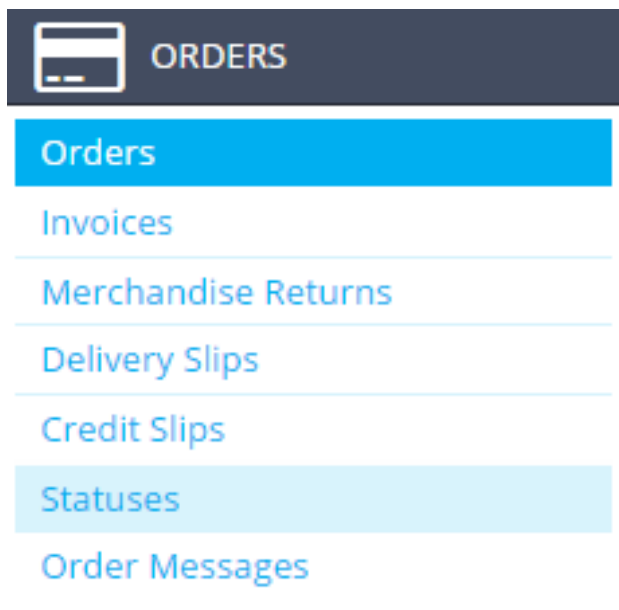 ORDERS
Orders
Invoices
Merchandise Returns
Delivery Slips
Credit Slips
Statuses
Order Messages